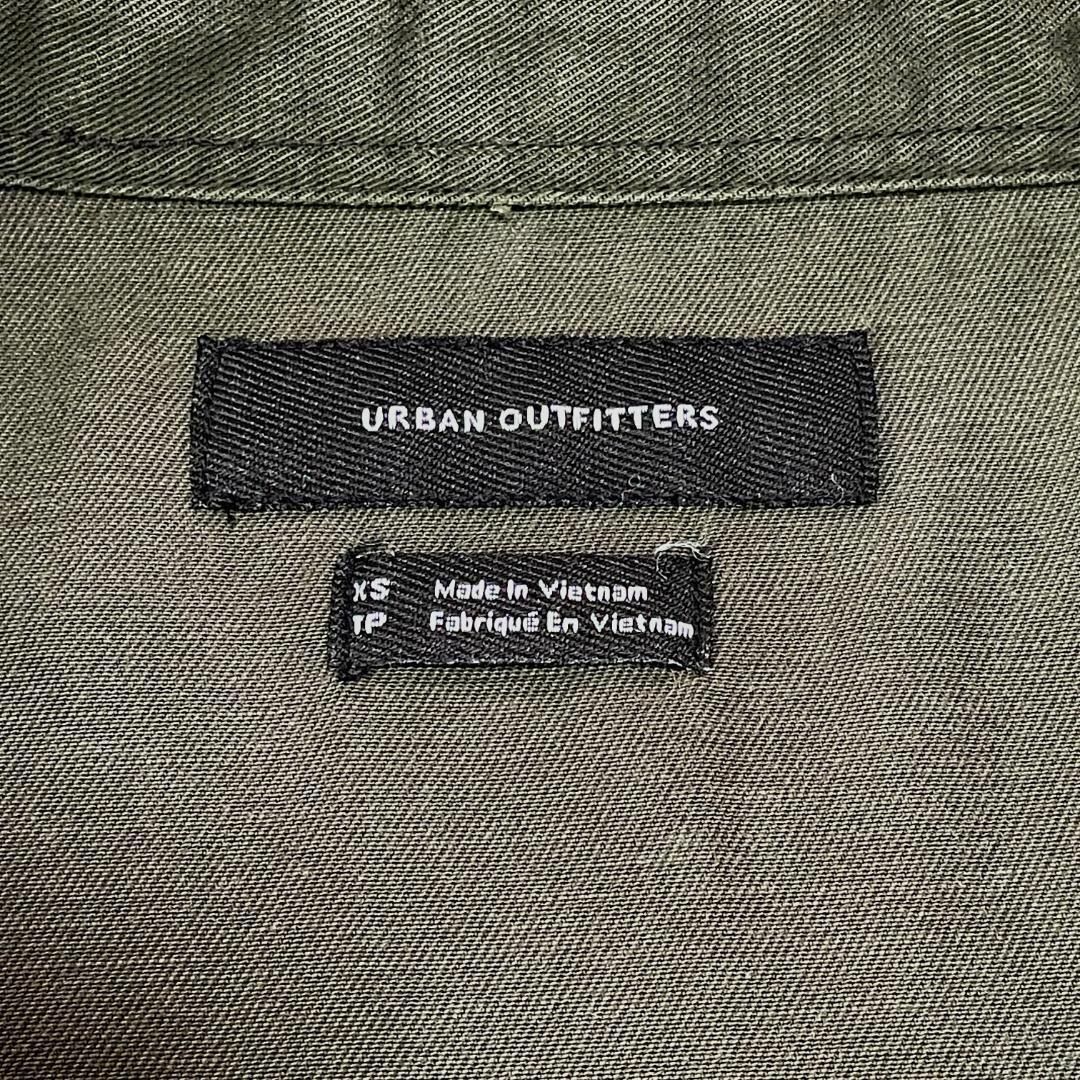 URBAN OUTFITTERS
XS Made In Vietnam
TP Fabriqué En Vietnam